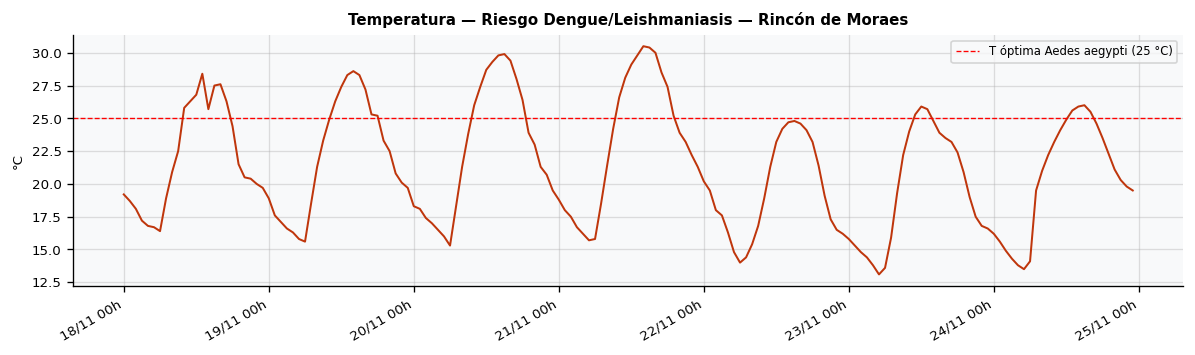 Temperatura — Riesgo Dengue/Leishmaniasis — Rincón de Moraes
T óptima Aedes aegypti (25 °C)
°C
30.0
27.5
25.0
22.5
20.0
17.5
15.0
12.5
18/11 00h
19/11 00h
20/11 00h
21/11 00h
22/11 00h
23/11 00h
24/11 00h
25/11 00h